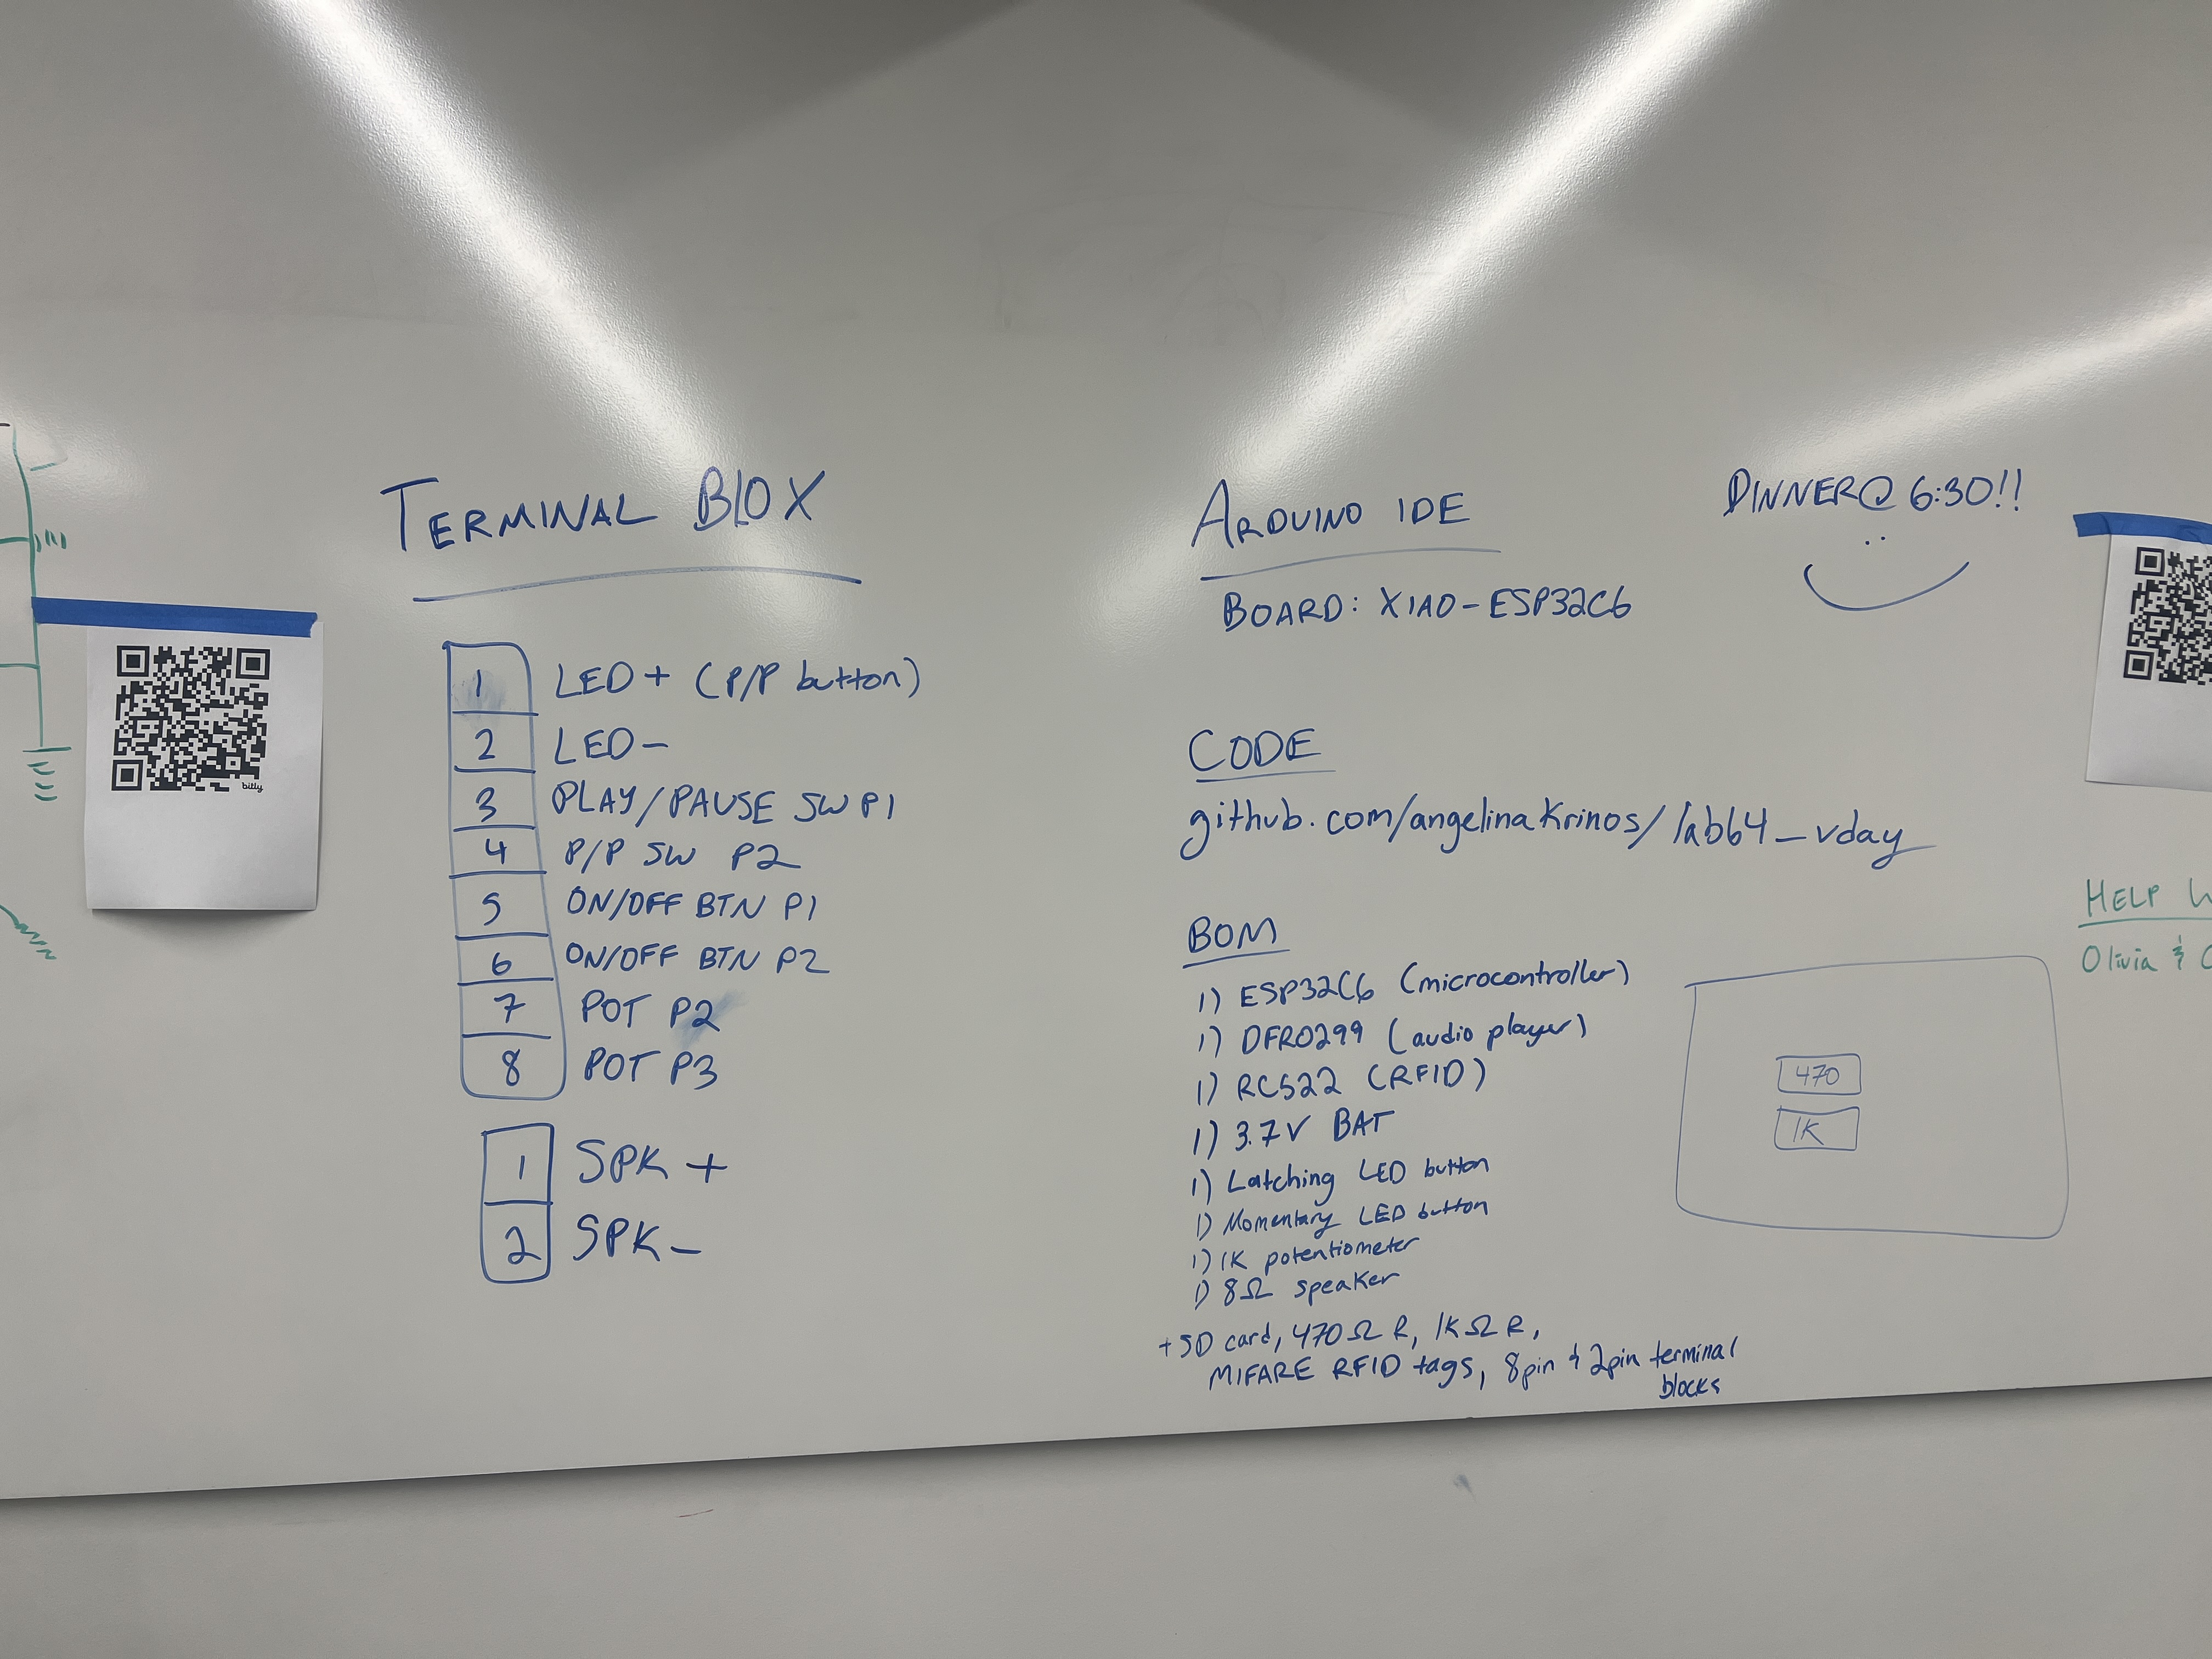 TERMINAL BLOX
1 LED+ (P/P button)
2 LED-
3 PLAY/PAUSE SW P1
4 P/P SW P2
5 ON/OFF BTN P1
6 ON/OFF BTN P2
7 POT P2
8 POT P3
1 SPK +
2 SPK -
bitly
ARDUINO IDE
BOARD: XIAO-ESP32C6
CODE
github.com/angelinaKrinos/lab64_vday
BOM
1) ESP32C6 (microcontroller)
1) DFR0299 (audio player)
1) RC522 (RFID)
1) 3.7V BAT
1) Latching LED button
1) Momentary LED button
1) 1K potentiometer
1) 8Ω speaker
+SD card, 470Ω R, 1KΩ R,
MIFARE RFID tags, 8pin & 2pin terminal
blocks
470
1K
DINNER@ 6:30!!
HELP
Olivia &